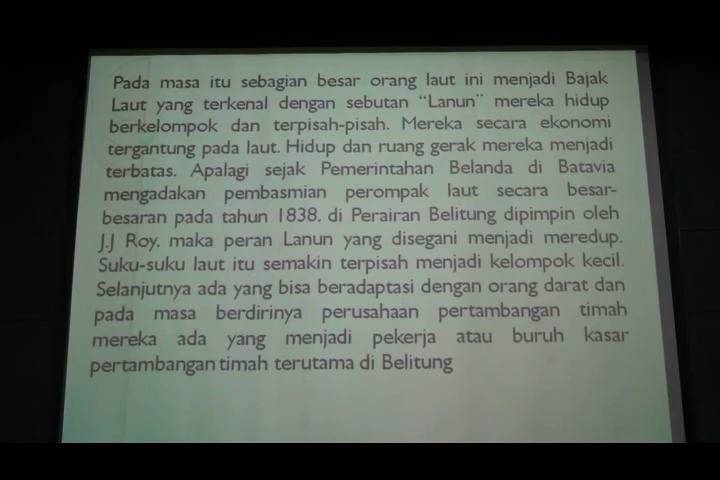 Pada masa itu sebagian besar orang laut ini menjadi Bajak
Laut yang terkenal dengan sebutan “Lanun” mereka hidup
berkelompok dan terpisah-pisah. Mereka secara ekonomi
tergantung pada laut. Hidup dan ruang gerak mereka menjadi
terbatas. Apalagi sejak Pemerintahan Belanda di Batavia
mengadakan pembasmian perompak laut secara besar-
besaran pada tahun 1838. di Perairan Belitung dipimpin oleh
J.J Roy. maka peran Lanun yang disegani menjadi meredup.
Suku-suku laut itu semakin terpisah menjadi kelompok kecil.
Selanjutnya ada yang bisa beradaptasi dengan orang darat dan
pada masa berdirinya perusahaan pertambangan timah
mereka ada yang menjadi pekerja atau buruh kasar
pertambangan timah terutama di Belitung